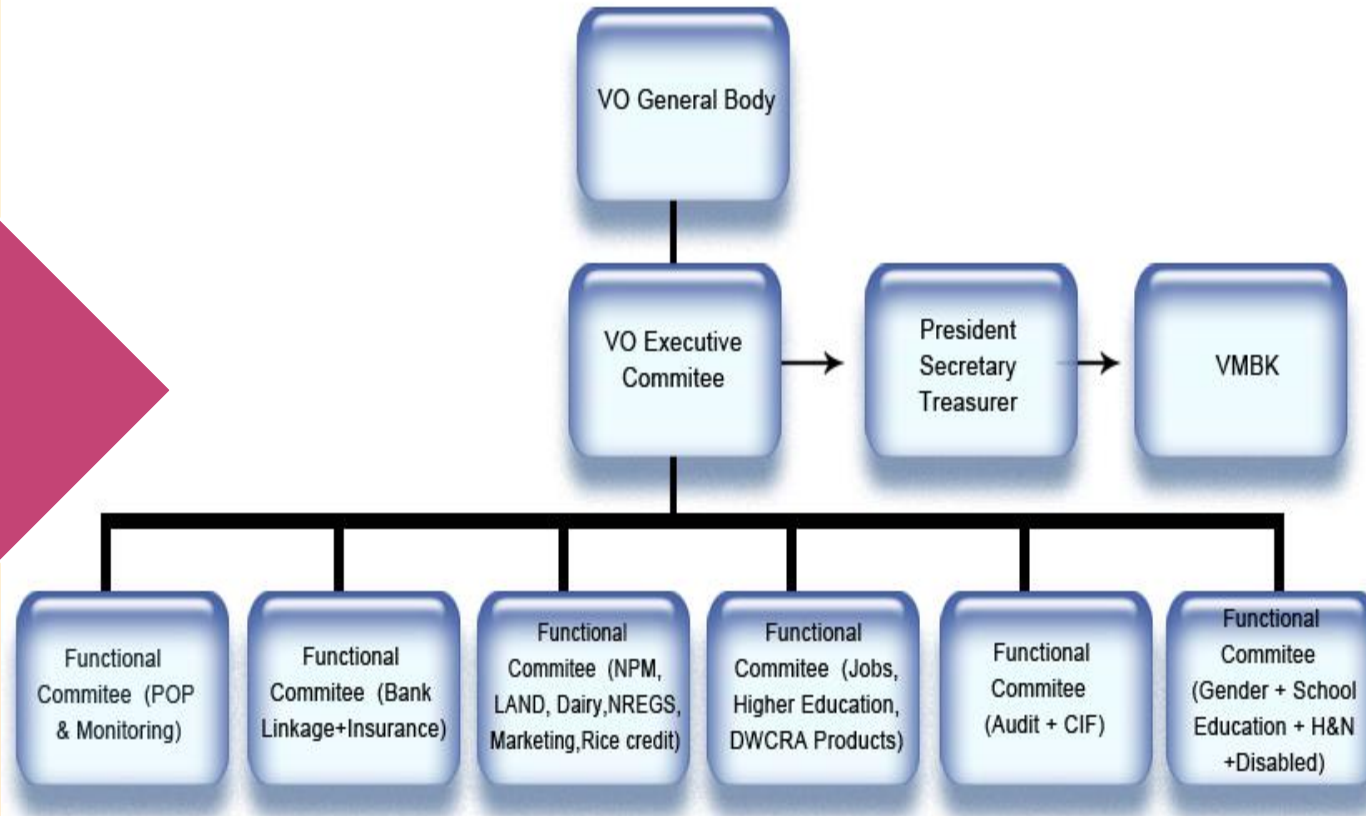 VO General Body
VO Executive
Commitee
President
Secretary
Treasurer
VMBK
Functional
Commitee (POP
& Monitoring)
Functional
Commitee (Bank
Linkage+Insurance)
Functional
Commitee (NPM,
LAND, Dairy,NREGS,
Marketing,Rice credit)
Functional
Commitee (Jobs,
Higher Education,
DWCRA Products)
Functional
Commitee
(Audit + CIF)
Functional
Commitee
(Gender + School
Education + H&N
+Disabled)